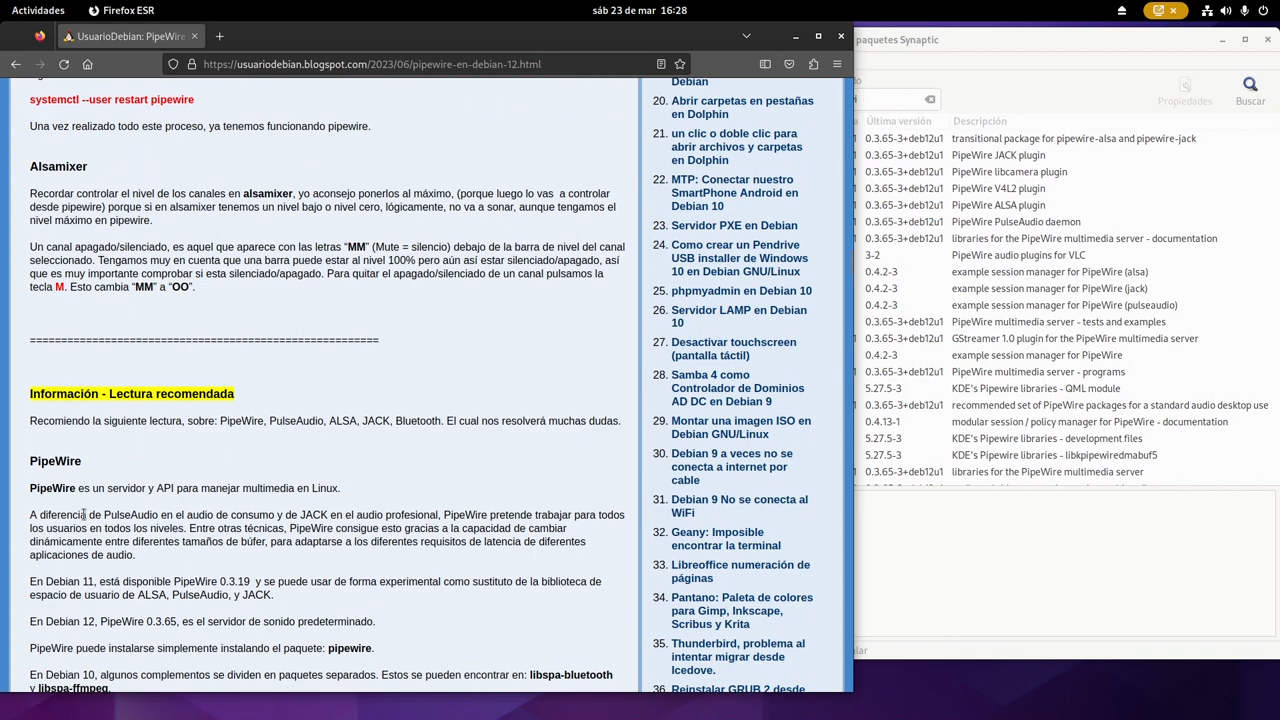 Actividades
Firefox ESR
sáb 23 de mar 16:28
UsuarioDebian: PipeWire
https://usuariodebian.blogspot.com/2023/06/pipewire-en-debian-12.html
systemctl --user restart pipewire
Una vez realizado todo este proceso, ya tenemos funcionando pipewire.
Alsamixer
Recordar controlar el nivel de los canales en alsamixer, yo aconsejo ponerlos al máximo, (porque luego lo vas a controlar
desde pipewire) porque si en alsamixer tenemos un nivel bajo o nivel cero, lógicamente, no va a sonar, aunque tengamos el
nivel máximo en pipewire.
Un canal apagado/silenciado, es aquel que aparece con las letras “MM” (Mute = silencio) debajo de la barra de nivel del canal
seleccionado. Tengamos muy en cuenta que una barra puede estar al nivel 100% pero aún así estar silenciado/apagado, así
que es muy importante comprobar si esta silenciado/apagado. Para quitar el apagado/silenciado de un canal pulsamos la
tecla M. Esto cambia “MM” a “OO”.
========================================================
Información - Lectura recomendada
Recomiendo la siguiente lectura, sobre: PipeWire, PulseAudio, ALSA, JACK, Bluetooth. El cual nos resolverá muchas dudas.
PipeWire
PipeWire es un servidor y API para manejar multimedia en Linux.
A diferencia de PulseAudio en el audio de consumo y de JACK en el audio profesional, PipeWire pretende trabajar para todos
los usuarios en todos los niveles. Entre otras técnicas, PipeWire consigue esto gracias a la capacidad de cambiar
dinámicamente entre diferentes tamaños de búfer, para adaptarse a los diferentes requisitos de latencia de diferentes
aplicaciones de audio.
En Debian 11, está disponible PipeWire 0.3.19 y se puede usar de forma experimental como sustituto de la biblioteca de
espacio de usuario de ALSA, PulseAudio, y JACK.
En Debian 12, PipeWire 0.3.65, es el servidor de sonido predeterminado.
PipeWire puede instalarse simplemente instalando el paquete: pipewire.
En Debian 10, algunos complementos se dividen en paquetes separados. Estos se pueden encontrar en: libspa-bluetooth
y libspa-ffmpeg.
Debian
20. Abrir carpetas en pestañas
en Dolphin
21. un clic o doble clic para
abrir archivos y carpetas
en Dolphin
22. MTP: Conectar nuestro
SmartPhone Android en
Debian 10
23. Servidor PXE en Debian
24. Como crear un Pendrive
USB installer de Windows
10 en Debian GNU/Linux
25. phpmyadmin en Debian 10
26. Servidor LAMP en Debian
10
27. Desactivar touchscreen
(pantalla táctil)
28. Samba 4 como
Controlador de Dominios
AD DC en Debian 9
29. Montar una imagen ISO en
Debian GNU/Linux
30. Debian 9 a veces no se
conecta a internet por
cable
31. Debian 9 No se conecta al
WiFi
32. Geany: Imposible
encontrar la terminal
33. Libreoffice numeración de
páginas
34. Pantano: Paleta de colores
para Gimp, Inkscape,
Scribus y Krita
35. Thunderbird, problema al
intentar migrar desde
Icedove.
36. Reinstalar GRUB 2 desde
paquetes Synaptic
do
Propiedades
Buscar
Última versión Descripción
0.3.65-3+deb12u1 transitional package for pipewire-alsa and pipewire-jack
0.3.65-3+deb12u1 PipeWire JACK plugin
0.3.65-3+deb12u1 PipeWire libcamera plugin
0.3.65-3+deb12u1 PipeWire V4L2 plugin
0.3.65-3+deb12u1 PipeWire ALSA plugin
0.3.65-3+deb12u1 PipeWire PulseAudio daemon
0.3.65-3+deb12u1 libraries for the PipeWire multimedia server - documentation
3-2 PipeWire audio plugins for VLC
0.4.2-3 example session manager for PipeWire (alsa)
0.4.2-3 example session manager for PipeWire (jack)
0.4.2-3 example session manager for PipeWire (pulseaudio)
0.3.65-3+deb12u1 PipeWire multimedia server - tests and examples
0.3.65-3+deb12u1 GStreamer 1.0 plugin for the PipeWire multimedia server
0.4.2-3 example session manager for PipeWire
0.3.65-3+deb12u1 PipeWire multimedia server - programs
5.27.5-3 KDE's Pipewire libraries - QML module
0.3.65-3+deb12u1 recommended set of PipeWire packages for a standard audio desktop use
0.4.13-1 modular session / policy manager for PipeWire - documentation
5.27.5-3 KDE's Pipewire libraries - development files
5.27.5-3 KDE's Pipewire libraries - libkpipewiredmabuf5
0.3.65-3+deb12u1 libraries for the PipeWire multimedia server
lar